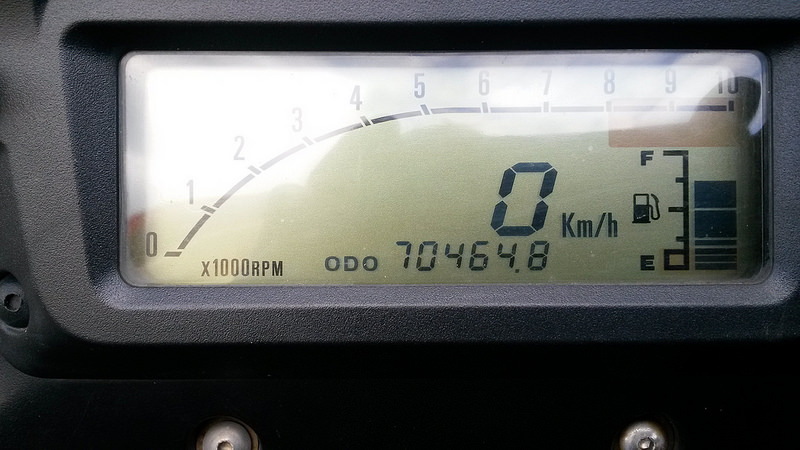 0 1 2 3 4 5 6 7 8 9 10
F
0 Km/h
X1000RPM ODO 70464.8 E